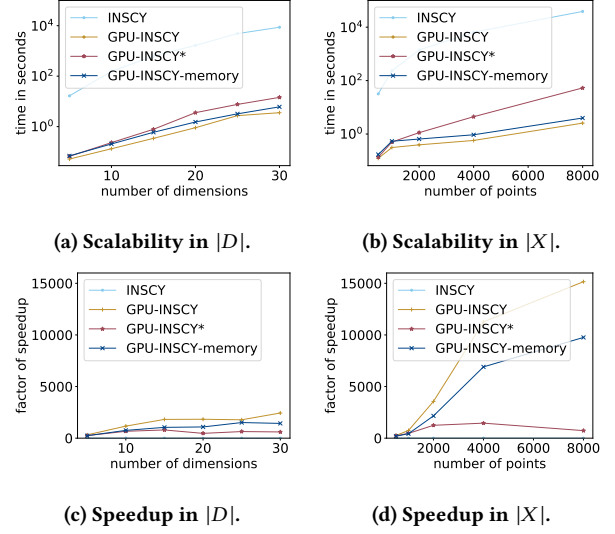 time in seconds
10^4
10^2
10^0
INSCY
GPU-INSCY
GPU-INSCY*
GPU-INSCY-memory
10 20 30
number of dimensions
(a) Scalability in |D|.
time in seconds
10^4
10^2
10^0
INSCY
GPU-INSCY
GPU-INSCY*
GPU-INSCY-memory
2000 4000 6000 8000
number of points
(b) Scalability in |X|.
factor of speedup
15000
10000
5000
0
INSCY
GPU-INSCY
GPU-INSCY*
GPU-INSCY-memory
10 20 30
number of dimensions
(c) Speedup in |D|.
factor of speedup
15000
10000
5000
0
INSCY
GPU-INSCY
GPU-INSCY*
GPU-INSCY-memory
2000 4000 6000 8000
number of points
(d) Speedup in |X|.